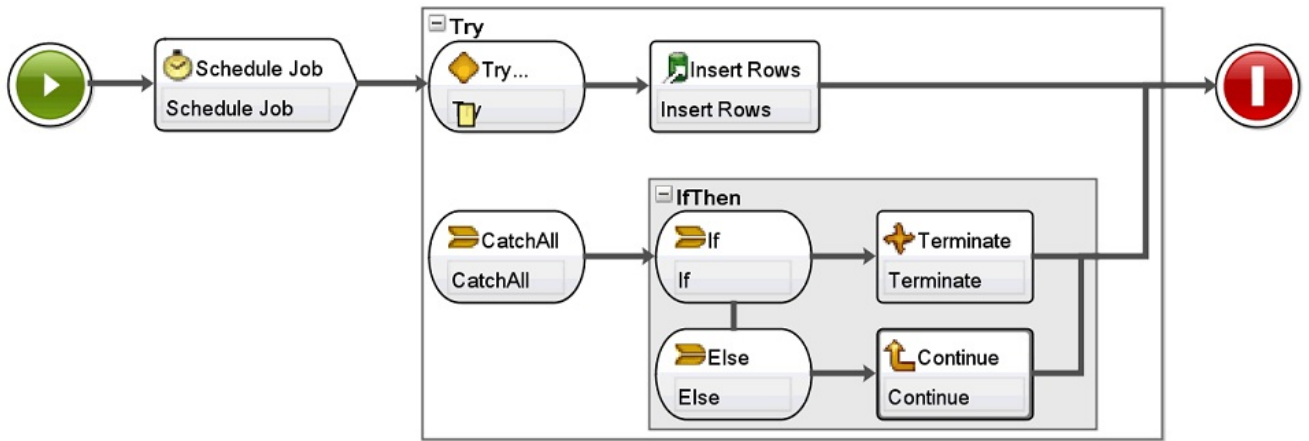 Try
Schedule Job
Schedule Job
Try...
Try
Insert Rows
Insert Rows
IfThen
CatchAll
CatchAll
If
If
Terminate
Terminate
Else
Else
Continue
Continue